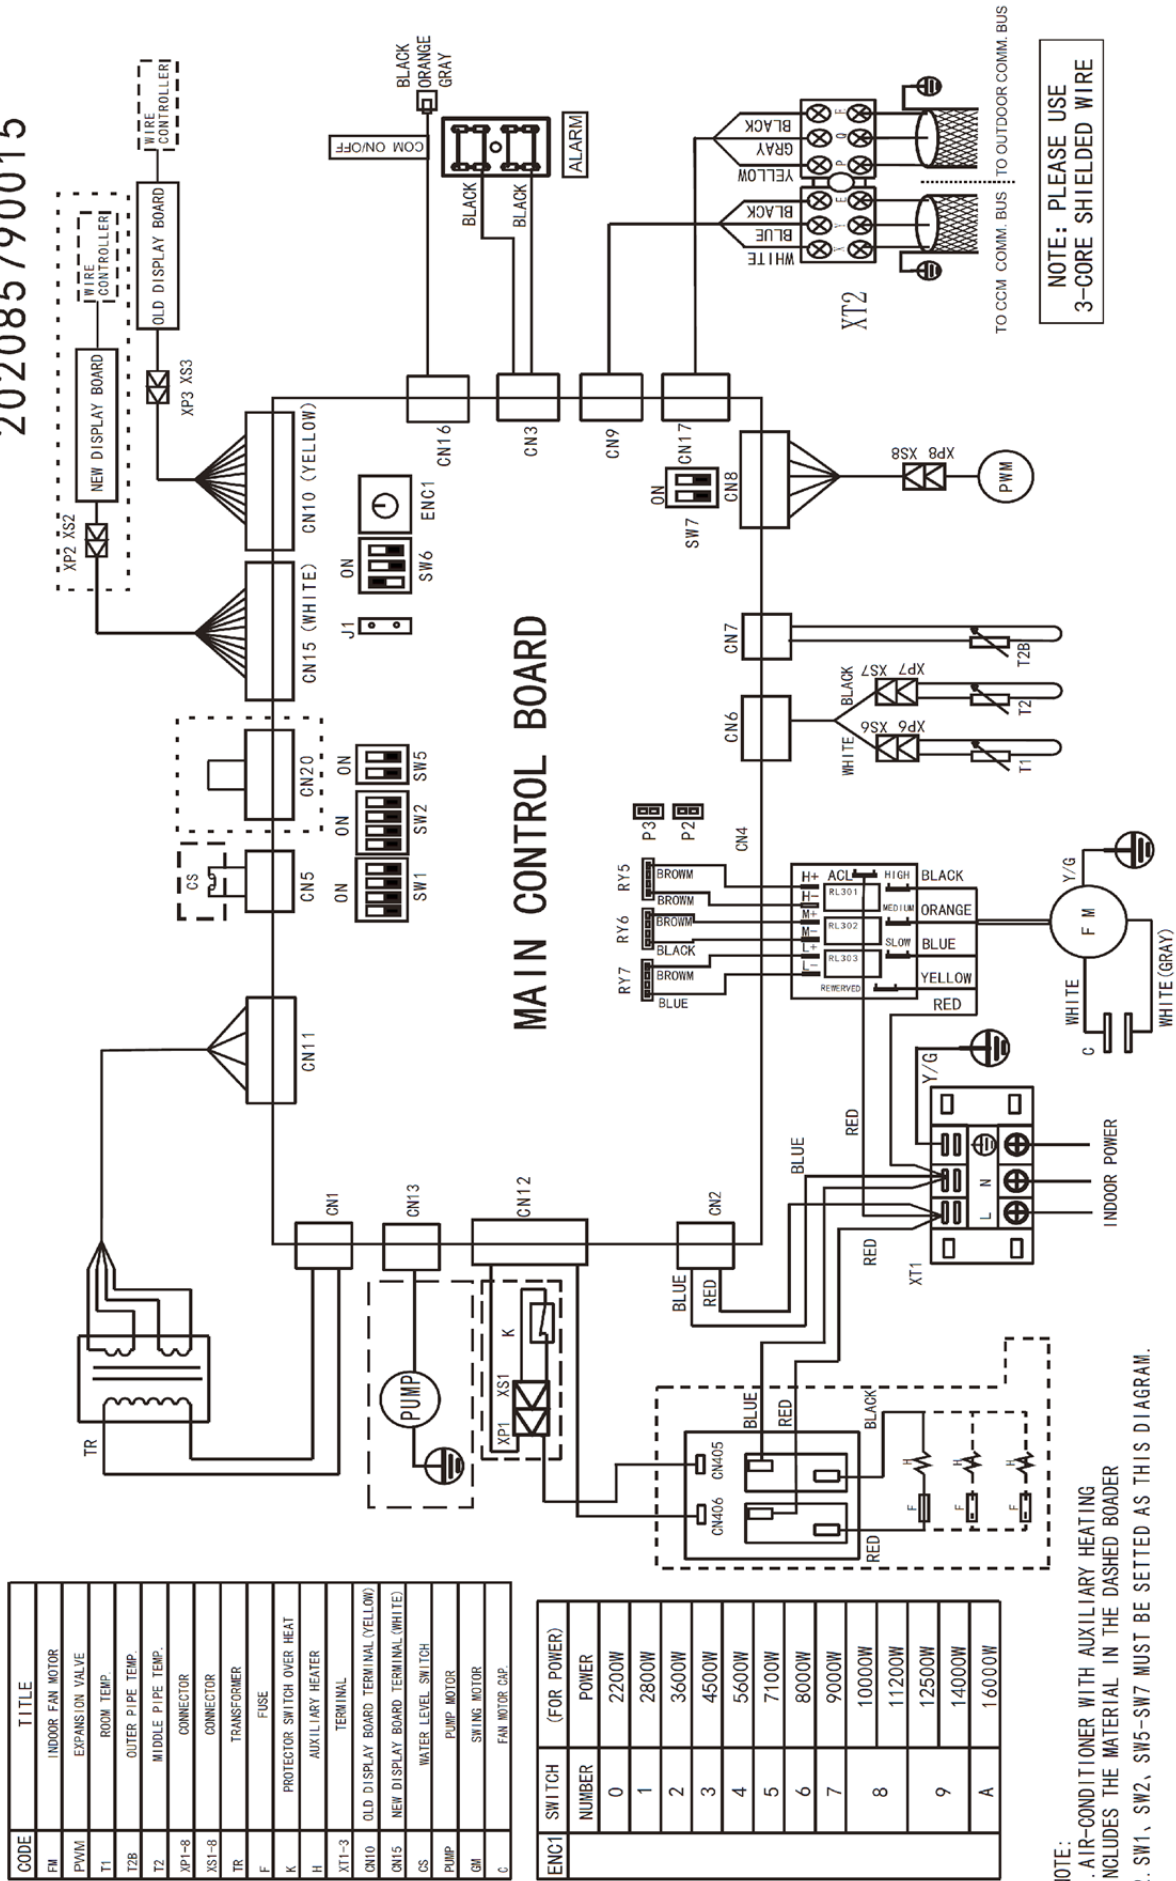 202085790015
WIRE
CONTROLLER
OLD DISPLAY BOARD
XP3 XS3
WIRE
CONTROLLER
NEW DISPLAY BOARD
XP2 XS2
CN10 (YELLOW)
CN15 (WHITE)
CN20
CS
CN5
CN11
TR
CN1
CN13
PUMP
CN12
XP1 XS1
K
CN2
BLUE
RED
MAIN CONTROL BOARD
ON
SW1
ON
SW2
ON
SW5
J1
ON
SW6
ENC1
ON
SW7
CN16
CN3
CN9
CN17
CN8
COM ON/OFF
BLACK
ORANGE
GRAY
BLACK
BLACK
ALARM
WHITE
BLUE
BLACK
YELLOW
GRAY
BLACK
X Y E P Q E
XT2
TO CCM COMM. BUS
TO OUTDOOR COMM. BUS
NOTE: PLEASE USE
3-CORE SHIELDED WIRE
XS8 XP8
PWM
CN7
T2B
CN6
WHITE
BLACK
XS6 XP6
XS7 XP7
T1
T2
CN4
P3
P2
RY5
RY6
RY7
BROWM
BROWM
BROWM
BLACK
BROWM
BLUE
H+
H-
M+
M-
L+
L-
ACL
RL301
RL302
RL303
HIGH
MEDIUM
SLOW
REWERVED
BLACK
ORANGE
BLUE
YELLOW
RED
F M
Y/G
WHITE
C
WHITE(GRAY)
Y/G
RED
BLUE
RED
L N
XT1
INDOOR POWER
CN405
CN406
BLUE
RED
BLACK
RED
F H
F H
F H
CODE TITLE
FM INDOOR FAN MOTOR
PWM EXPANSION VALVE
T1 ROOM TEMP.
T2B OUTER PIPE TEMP.
T2 MIDDLE PIPE TEMP.
XP1-8 CONNECTOR
XS1-8 CONNECTOR
TR TRANSFORMER
F FUSE
K PROTECTOR SWITCH OVER HEAT
H AUXILIARY HEATER
XT1-3 TERMINAL
CN10 OLD DISPLAY BOARD TERMINAL(YELLOW)
CN15 NEW DISPLAY BOARD TERMINAL(WHITE)
CS WATER LEVEL SWITCH
PUMP PUMP MOTOR
GM SWING MOTOR
C FAN MOTOR CAP.
ENC1 SWITCH (FOR POWER)
NUMBER POWER
0 2200W
1 2800W
2 3600W
3 4500W
4 5600W
5 7100W
6 8000W
7 9000W
8 10000W
11200W
9 12500W
14000W
A 16000W
NOTE:
. AIR-CONDITIONER WITH AUXILIARY HEATING
NCLUDES THE MATERIAL IN THE DASHED BOADER
2. SW1、SW2、SW5-SW7 MUST BE SETTED AS THIS DIAGRAM.